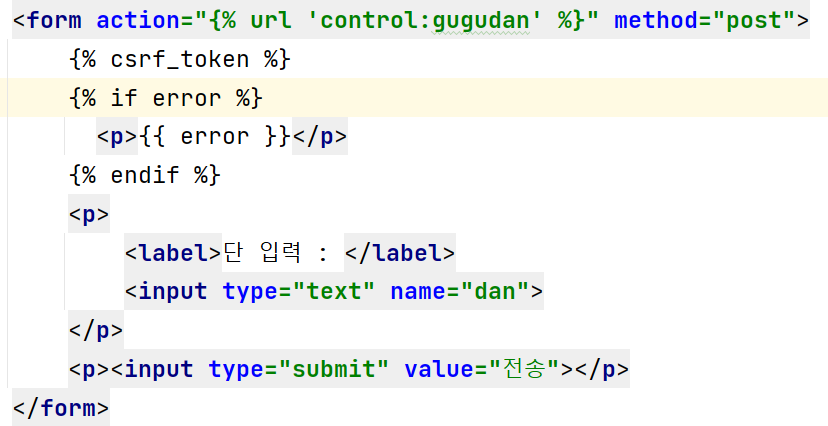 <form action="{% url 'control:gugudan' %}" method="post">
{% csrf_token %}
{% if error %}
<p>{{ error }}</p>
{% endif %}
<p>
<label>단 입력 : </label>
<input type="text" name="dan">
</p>
<p><input type="submit" value="전송"></p>
</form>